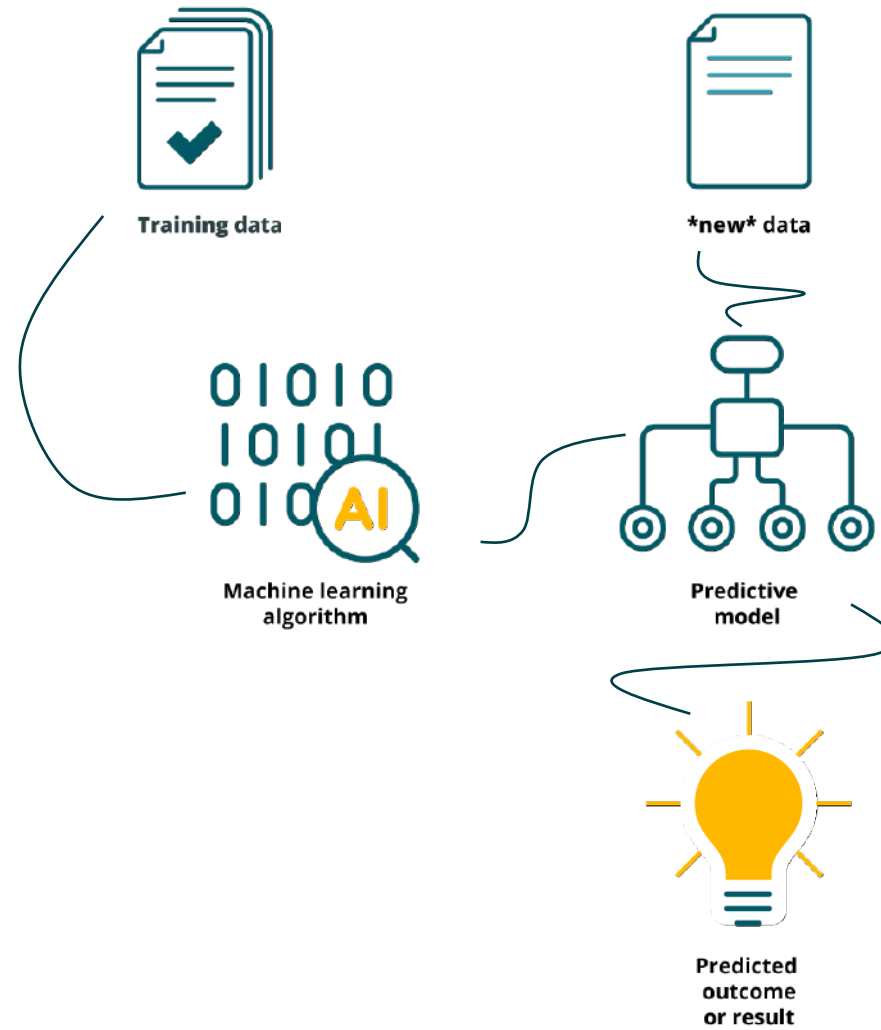 Training data
*new* data
01010
10101
010
AI
Machine learning
algorithm
Predictive
model
Predicted
outcome
or result